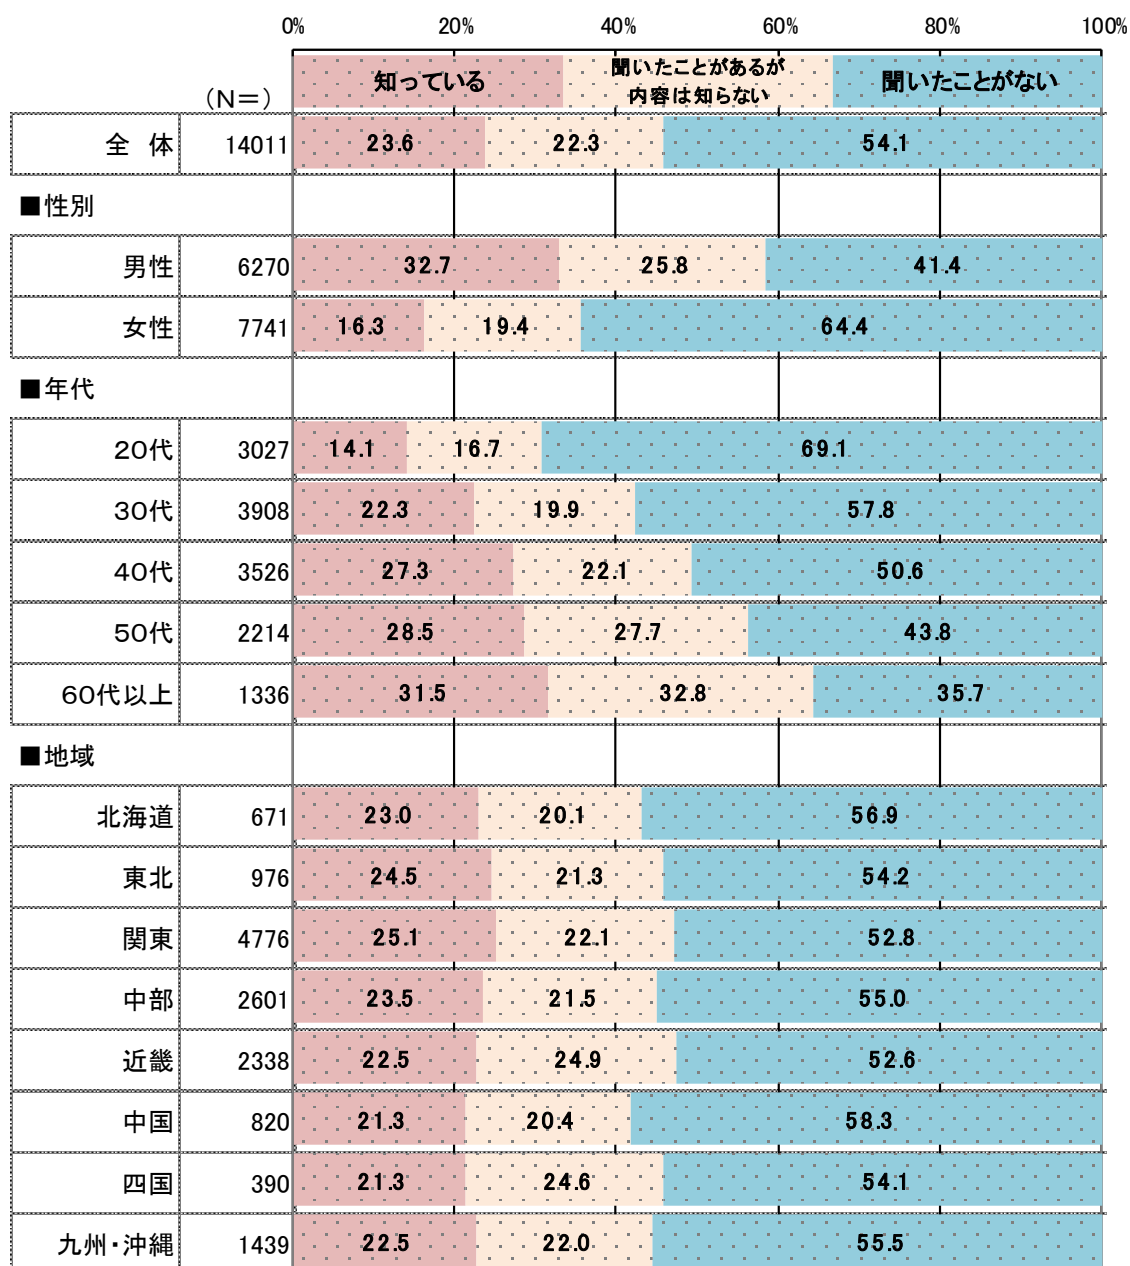 0% 20% 40% 60% 80% 100%
(N=) 知っている 聞いたことがあるが 聞いたことがない
内容は知らない
全 体 14011 23.6 22.3 54.1
■性別
男性 6270 32.7 25.8 41.4
女性 7741 16.3 19.4 64.4
■年代
20代 3027 14.1 16.7 69.1
30代 3908 22.3 19.9 57.8
40代 3526 27.3 22.1 50.6
50代 2214 28.5 27.7 43.8
60代以上 1336 31.5 32.8 35.7
■地域
北海道 671 23.0 20.1 56.9
東北 976 24.5 21.3 54.2
関東 4776 25.1 22.1 52.8
中部 2601 23.5 21.5 55.0
近畿 2338 22.5 24.9 52.6
中国 820 21.3 20.4 58.3
四国 390 21.3 24.6 54.1
九州・沖縄 1439 22.5 22.0 55.5